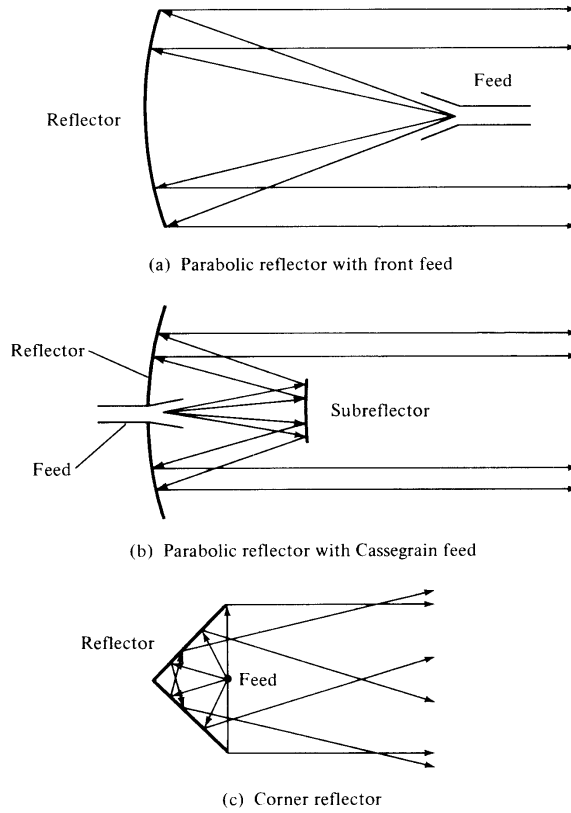 Feed
Reflector
(a) Parabolic reflector with front feed
Reflector
Subreflector
Feed
(b) Parabolic reflector with Cassegrain feed
Reflector
Feed
(c) Corner reflector